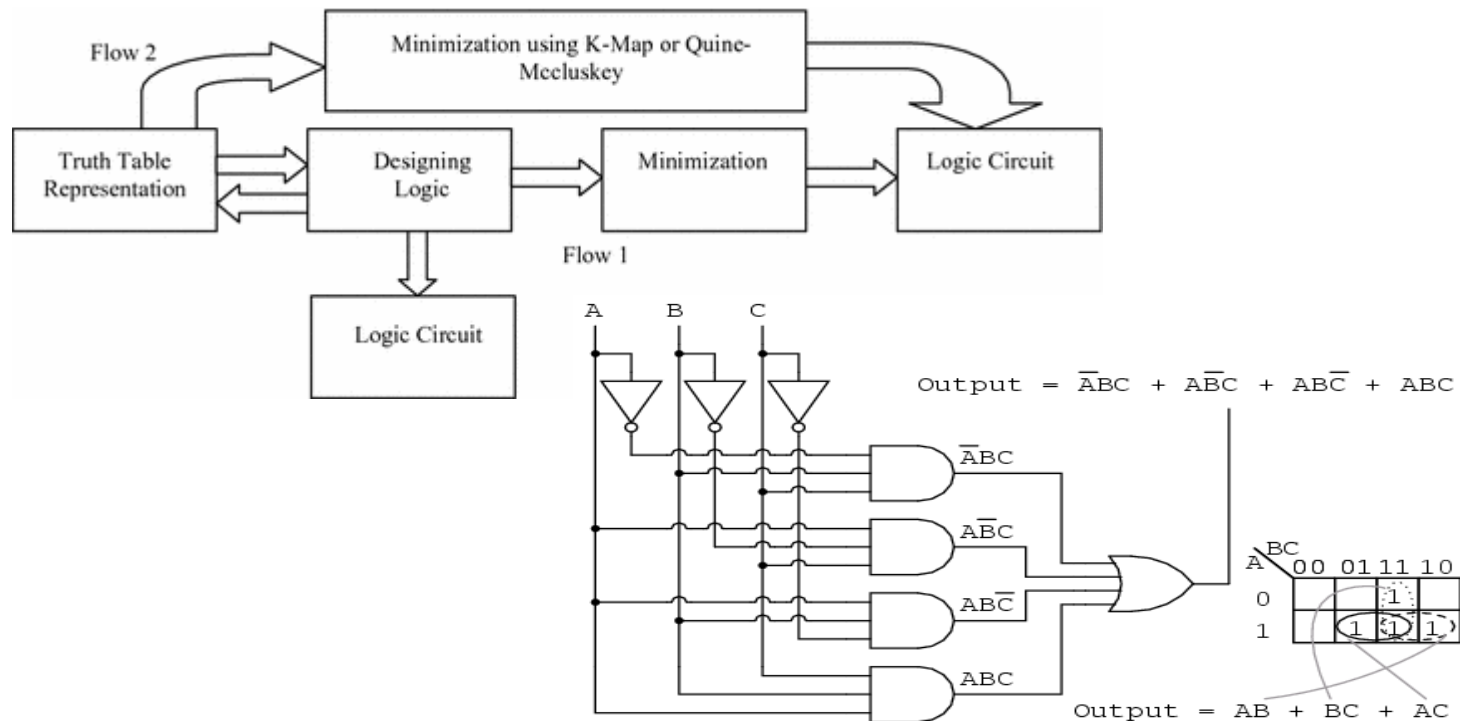 Flow 2
Minimization using K-Map or Quine-
Mccluskey
Truth Table
Representation
Designing
Logic
Minimization
Logic Circuit
Flow 1
Logic Circuit
A B C
Output = A̅BC + AB̅C + ABC̅ + ABC
A̅BC
AB̅C
ABC̅
ABC
BC
A 00 01 11 10
0 1
1 1 1 1
Output = AB + BC + AC